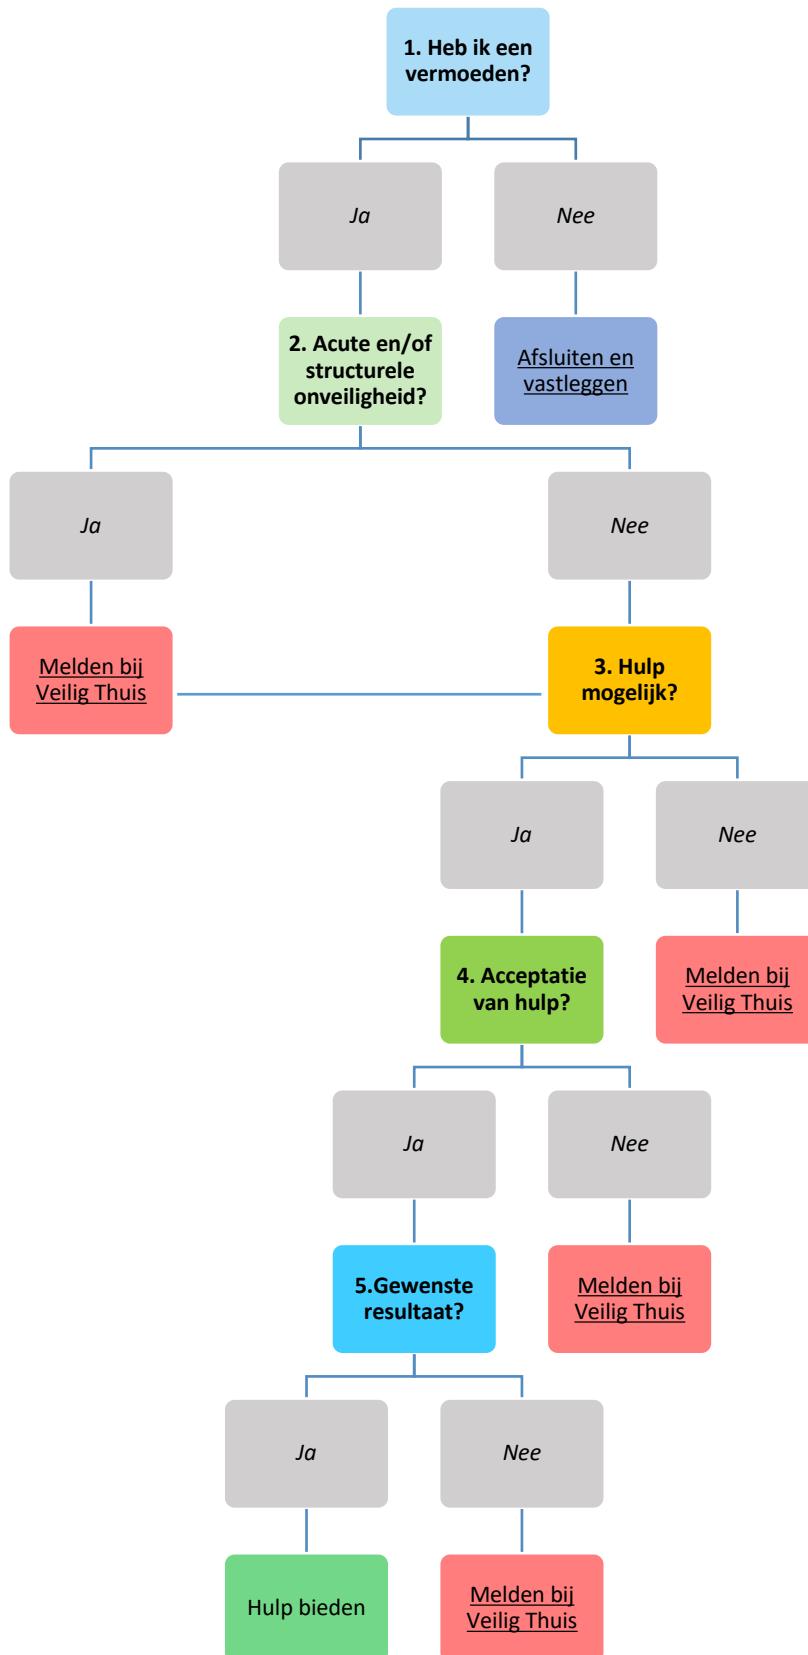 1. Heb ik een
vermoeden?
Ja
Nee
2. Acute en/of
structurele
onveiligheid?
Afsluiten en
vastleggen
Ja
Nee
Melden bij
Veilig Thuis
3. Hulp
mogelijk?
Ja
Nee
4. Acceptatie
van hulp?
Melden bij
Veilig Thuis
Ja
Nee
5.Gewenste
resultaat?
Melden bij
Veilig Thuis
Ja
Nee
Hulp bieden
Melden bij
Veilig Thuis